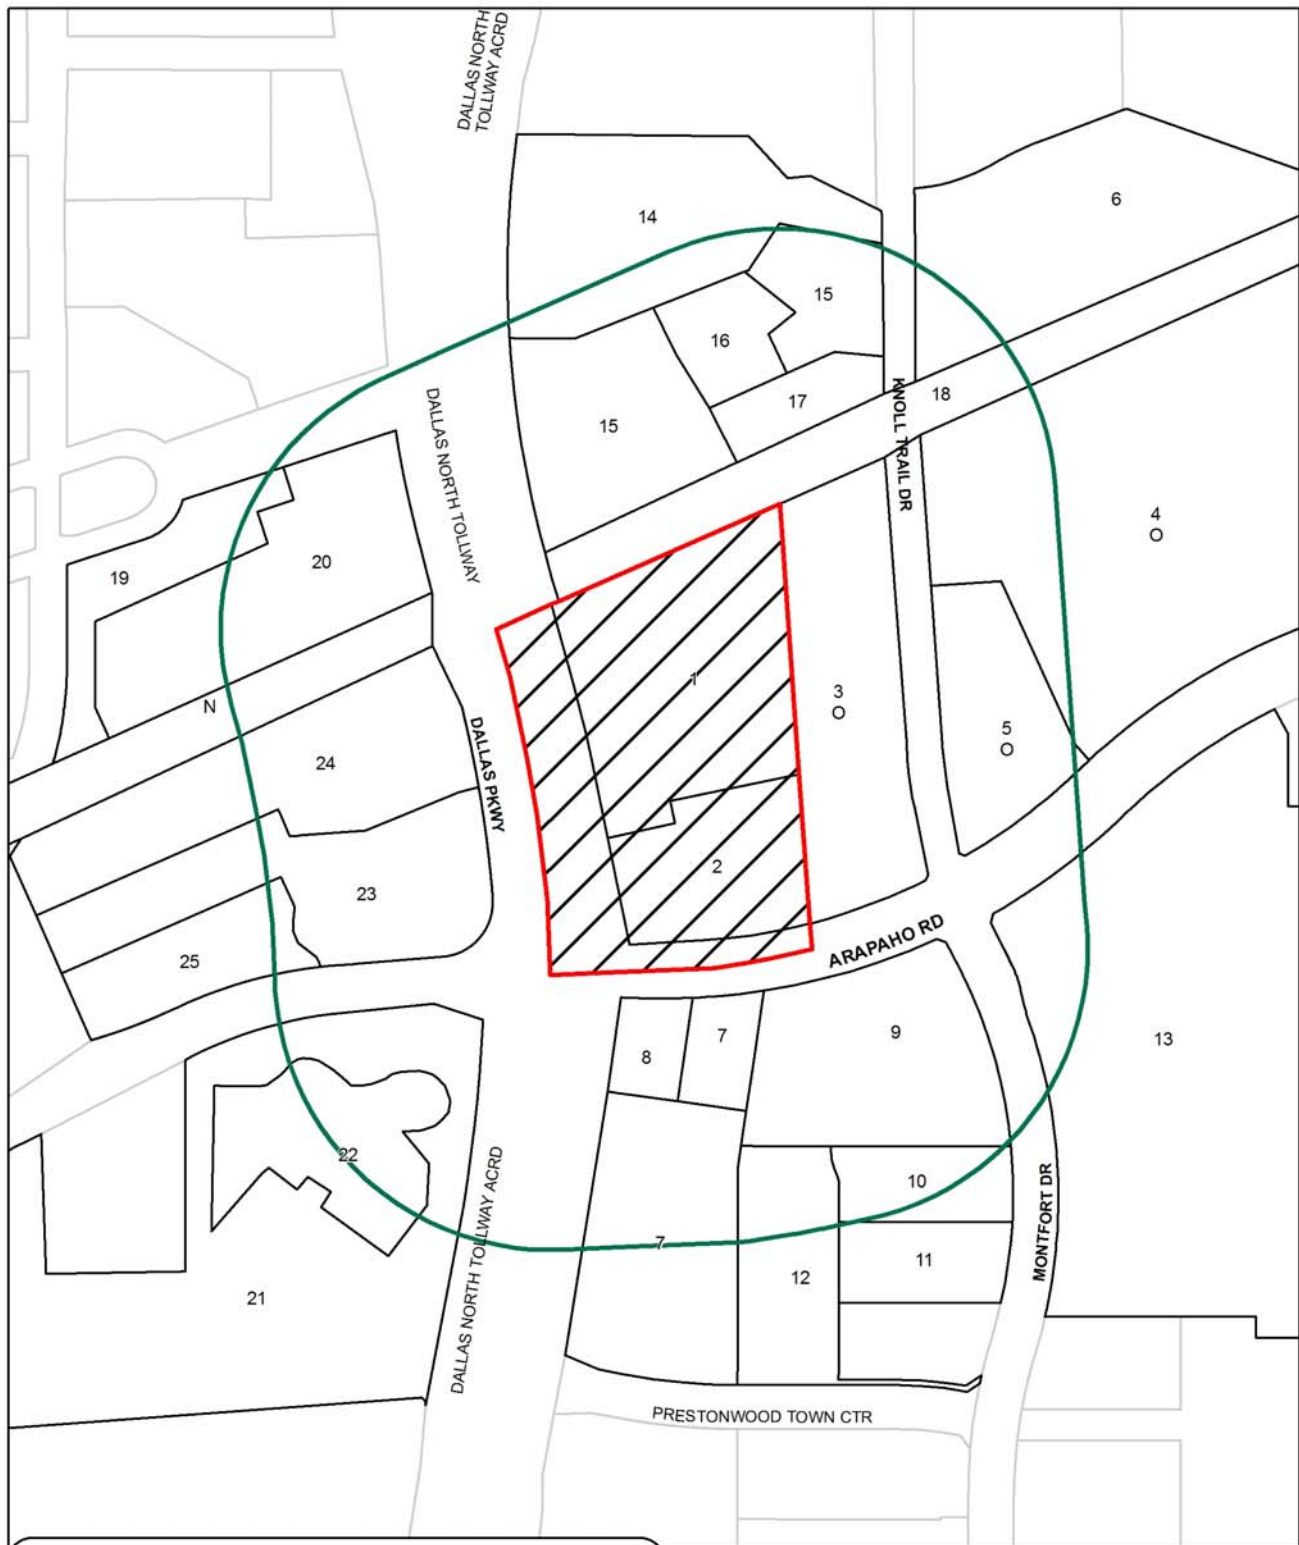 DALLAS NORTH
TOLLWAY ACRD
6
14
15
16
17
18
KNOLL TRAIL DR
DALLAS NORTH TOLLWAY
15
4
O
20
19
1
3
O
N
5
O
24
DALLAS PKWY
2
23
ARAPAHO RD
25
9
7
8
13
22
DALLAS NORTH TOLLWAY ACRD
10
MONTFORT DR
7
11
12
21
PRESTONWOOD TOWN CTR